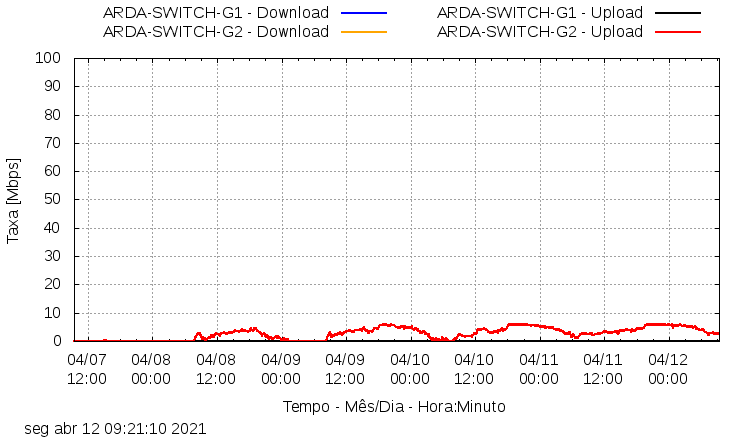 ARDA-SWITCH-G1 - Download ARDA-SWITCH-G1 - Upload
ARDA-SWITCH-G2 - Download ARDA-SWITCH-G2 - Upload
100
90
80
70
60
50
40
30
20
10
0
Taxa [Mbps]
04/07 04/08 04/08 04/09 04/09 04/10 04/10 04/11 04/11 04/12
12:00 00:00 12:00 00:00 12:00 00:00 12:00 00:00 12:00 00:00
Tempo - Mês/Dia - Hora:Minuto
seg abr 12 09:21:10 2021